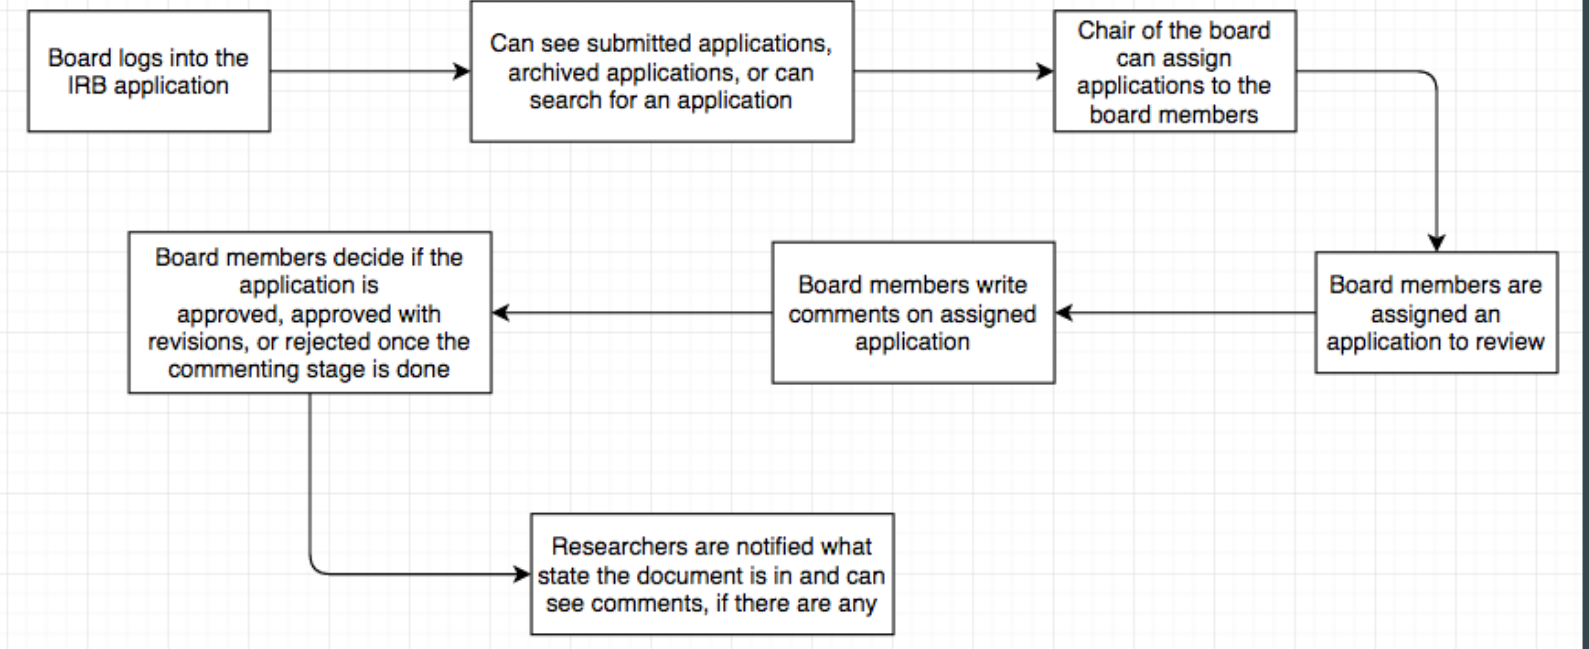 Board logs into the
IRB application
Can see submitted applications,
archived applications, or can
search for an application
Chair of the board
can assign
applications to the
board members
Board members are
assigned an
application to review
Board members write
comments on assigned
application
Board members decide if the
application is
approved, approved with
revisions, or rejected once the
commenting stage is done
Researchers are notified what
state the document is in and can
see comments, if there are any